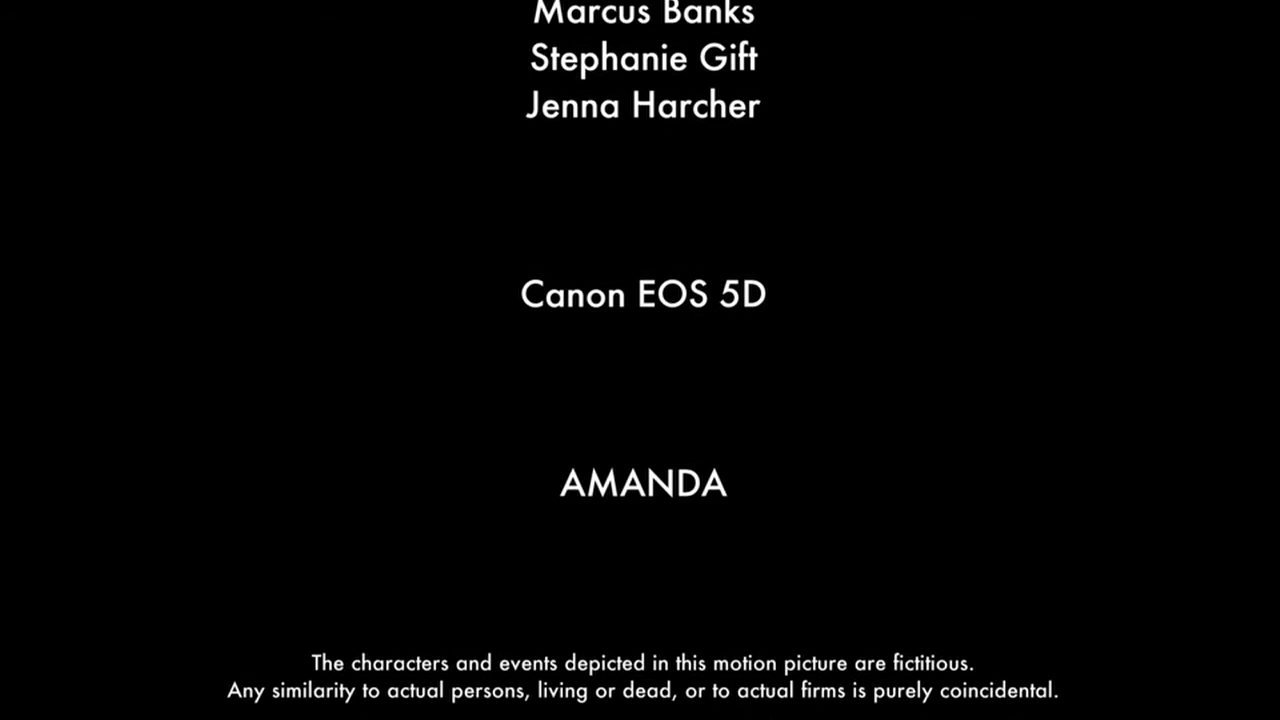 Marcus Banks
Stephanie Gift
Jenna Harcher
Canon EOS 5D
AMANDA
The characters and events depicted in this motion picture are fictitious.
Any similarity to actual persons, living or dead, or to actual firms is purely coincidental.